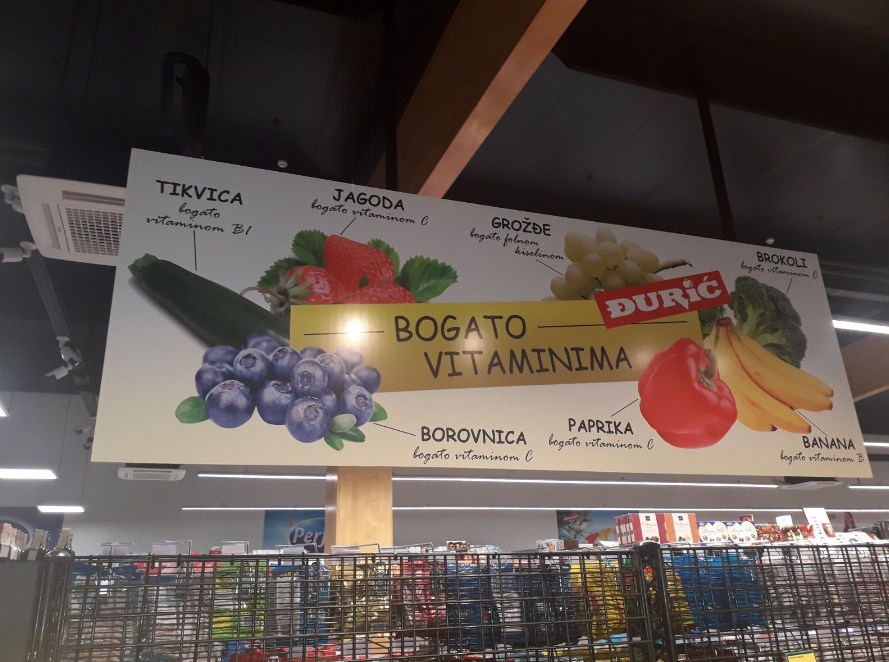 TIKVICA
bogato
vitaminom B1
JAGODA
bogato vitaminom C
GROŽĐE
bogato folnom
kiselinom
BROKOLI
bogato vitaminom C
ĐURIĆ
BOGATO
VITAMINIMA
BOROVNICA
bogato vitaminom C
PAPRIKA
bogato vitaminom C
BANANA
bogato vitaminom B